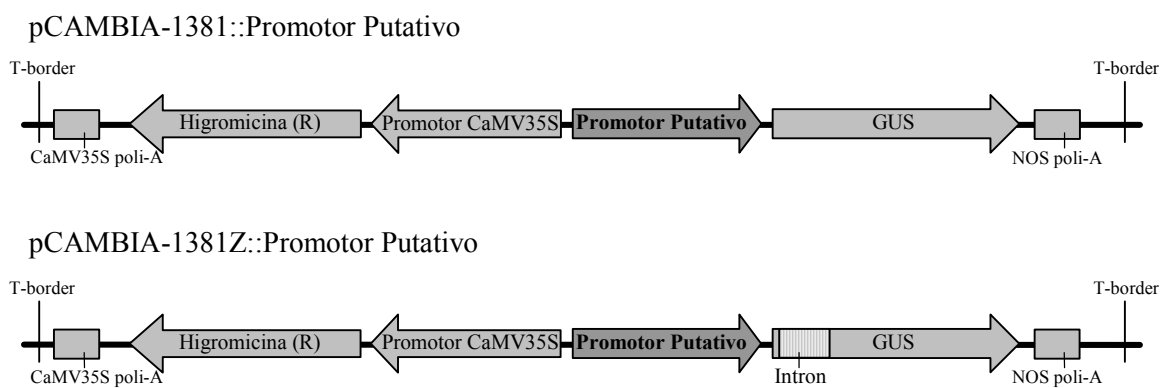 pCAMBIA-1381::Promotor Putativo
T-border T-border
Higromicina (R) Promotor CaMV35S Promotor Putativo GUS
CaMV35S poli-A NOS poli-A
pCAMBIA-1381Z::Promotor Putativo
T-border T-border
Higromicina (R) Promotor CaMV35S Promotor Putativo GUS
CaMV35S poli-A Intron NOS poli-A